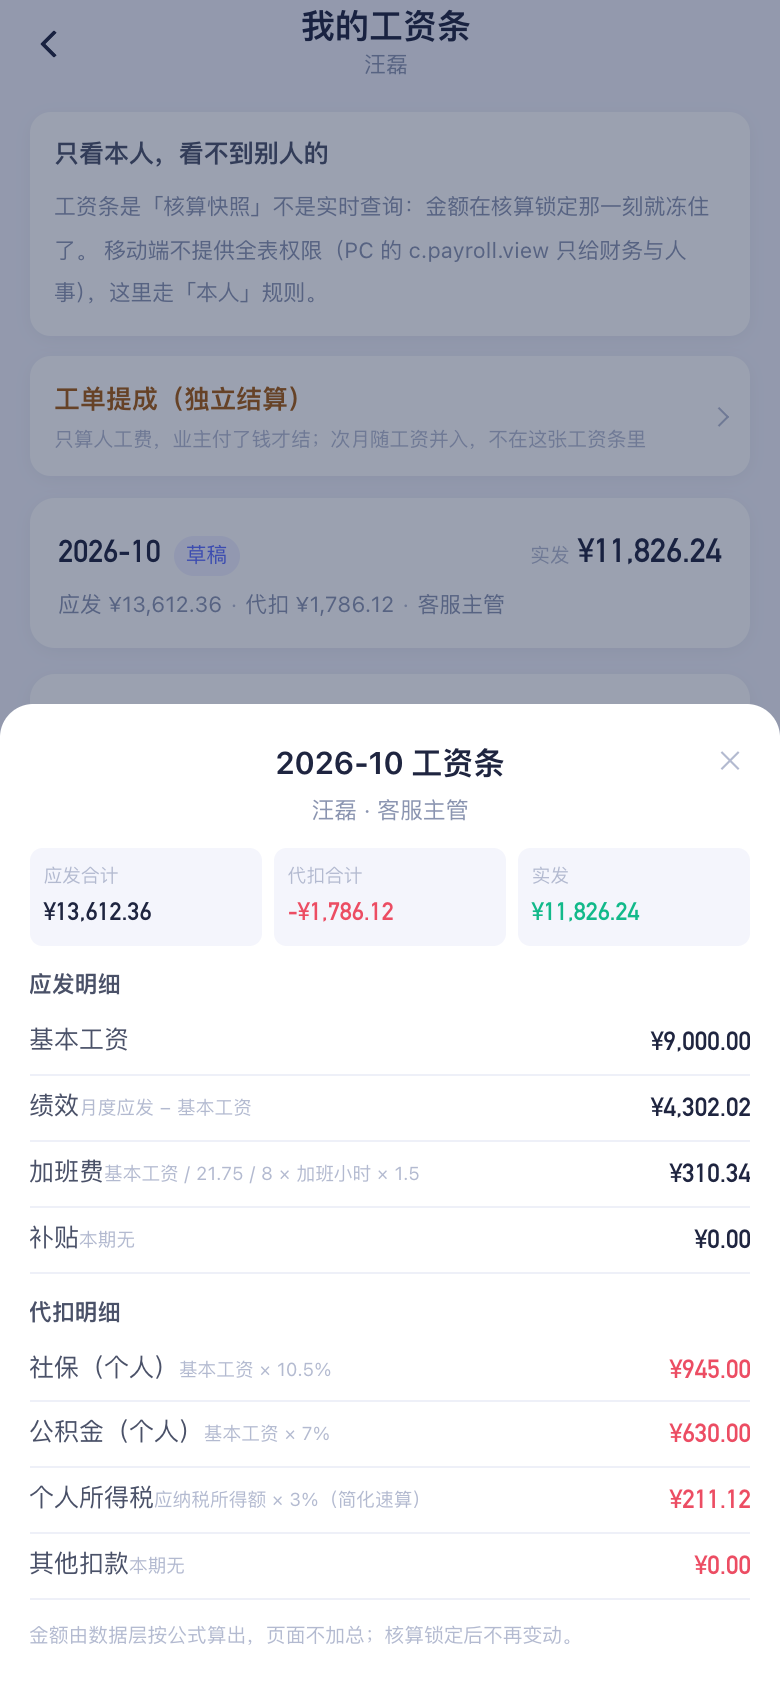 我的工资条
汪磊
只看本人，看不到别人的
工资条是「核算快照」不是实时查询：金额在核算锁定那一刻就冻住
了。 移动端不提供全表权限（PC 的 c.payroll.view 只给财务与人
事），这里走「本人」规则。
工单提成（独立结算）
只算人工费，业主付了钱才结；次月随工资并入，不在这张工资条里
2026-10 草稿 实发 ¥11,826.24
应发 ¥13,612.36 · 代扣 ¥1,786.12 · 客服主管
2026-10 工资条
汪磊 · 客服主管
应发合计 代扣合计 实发
¥13,612.36 -¥1,786.12 ¥11,826.24
应发明细
基本工资 ¥9,000.00
绩效月度应发 − 基本工资 ¥4,302.02
加班费基本工资 / 21.75 / 8 × 加班小时 × 1.5 ¥310.34
补贴本期无 ¥0.00
代扣明细
社保（个人）基本工资 × 10.5% ¥945.00
公积金（个人）基本工资 × 7% ¥630.00
个人所得税应纳税所得额 × 3%（简化速算） ¥211.12
其他扣款本期无 ¥0.00
金额由数据层按公式算出，页面不加总；核算锁定后不再变动。